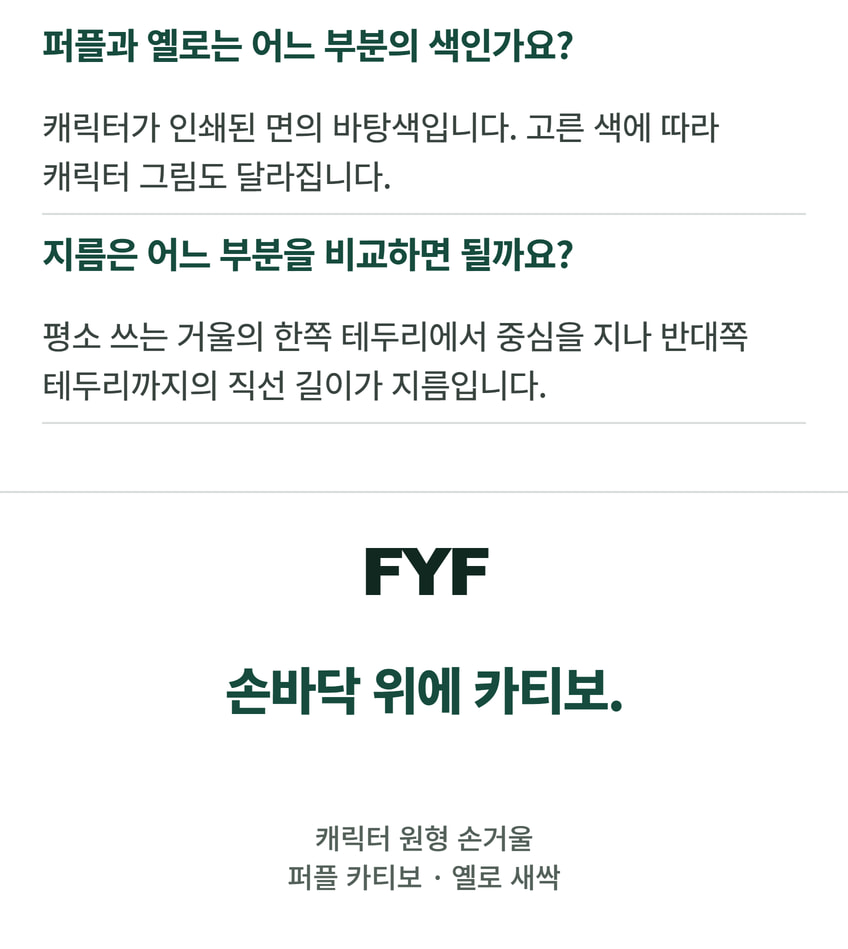 퍼플과 옐로는 어느 부분의 색인가요?
캐릭터가 인쇄된 면의 바탕색입니다. 고른 색에 따라
캐릭터 그림도 달라집니다.
지름은 어느 부분을 비교하면 될까요?
평소 쓰는 거울의 한쪽 테두리에서 중심을 지나 반대쪽
테두리까지의 직선 길이가 지름입니다.
FYF
손바닥 위에 카티보.
캐릭터 원형 손거울
퍼플 카티보 · 옐로 새싹